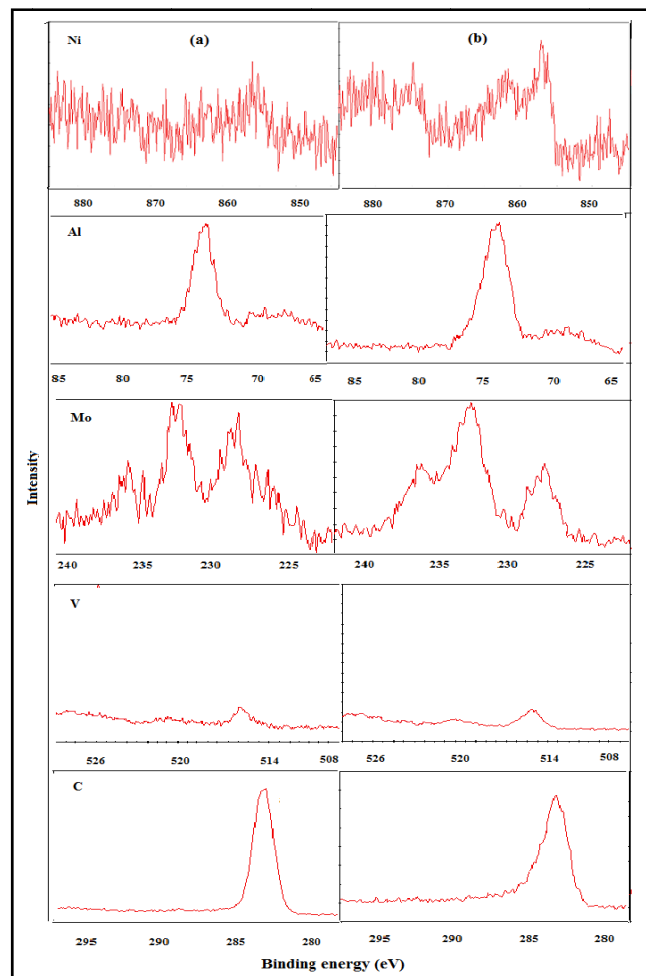 Ni (a) (b)
880 870 860 850 880 870 860 850
Al
85 80 75 70 65 85 80 75 70 64
Mo
240 235 230 225 240 235 230 225
V
526 520 514 508 526 520 514 508
C
295 290 285 280 295 290 285 280
Intensity
Binding energy (eV)